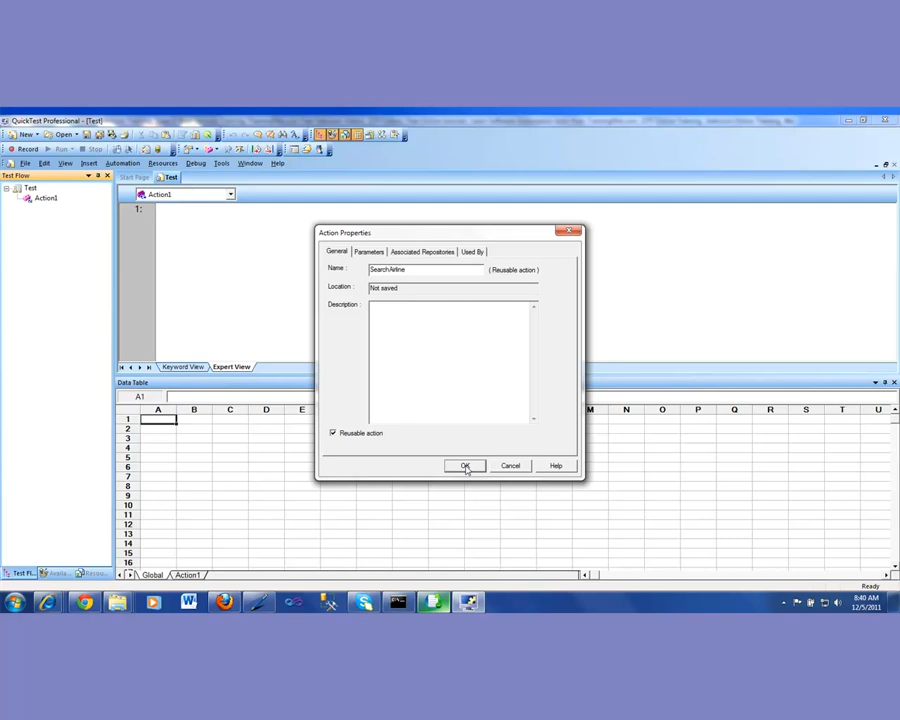 QuickTest Professional - [Test]
New
Open
Record
Run
Stop
File Edit View Insert Automation Resources Debug Tools Window Help
Test Flow
Start Page
Test
Test
Action1
Action1
1:
Action Properties
General
Parameters
Associated Repositories
Used By
Name :
SearchAirline
( Reusable action )
Location :
Not saved
Description :
Reusable action
OK
Cancel
Help
Keyword View
Expert View
Data Table
A1
A B C D E M N O P Q R S T U
1
2
3
4
5
6
7
8
9
10
11
12
13
14
15
16
Test Fl...
Availa...
Resou...
Global
Action1
Ready
8:40 AM
12/5/2011